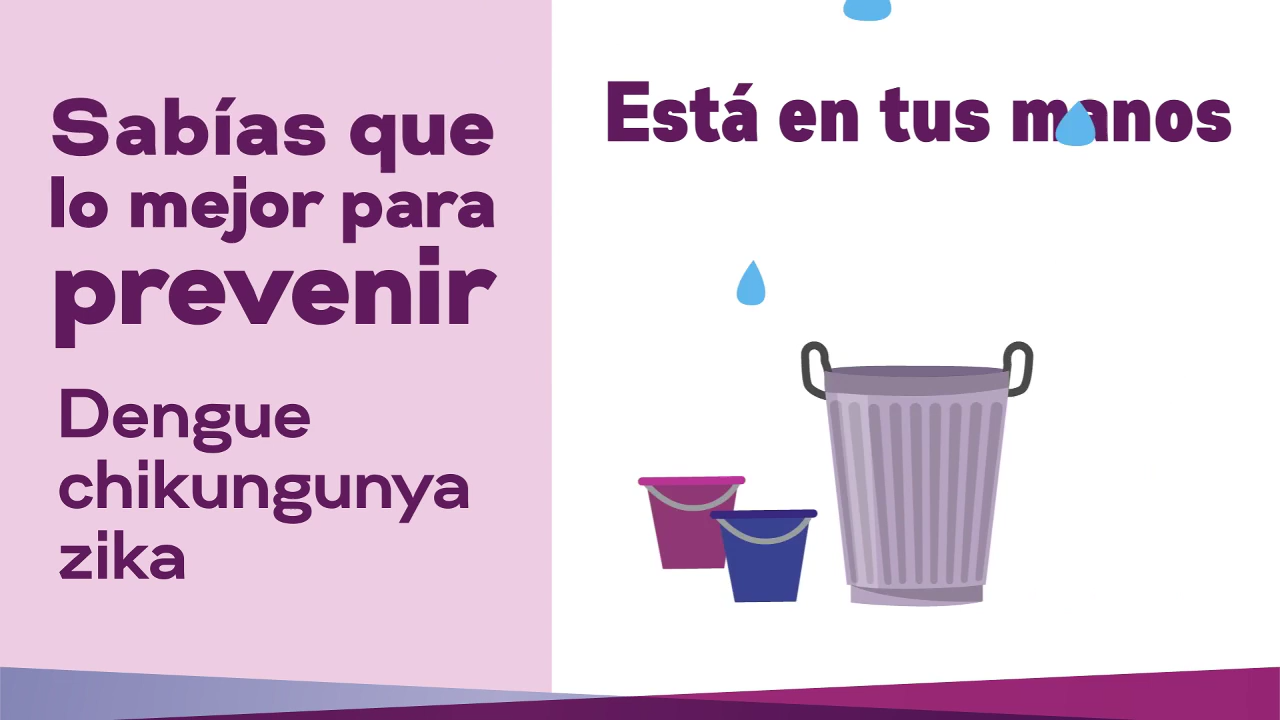 Sabías que
lo mejor para
prevenir
Dengue
chikungunya
zika
Está en tus manos